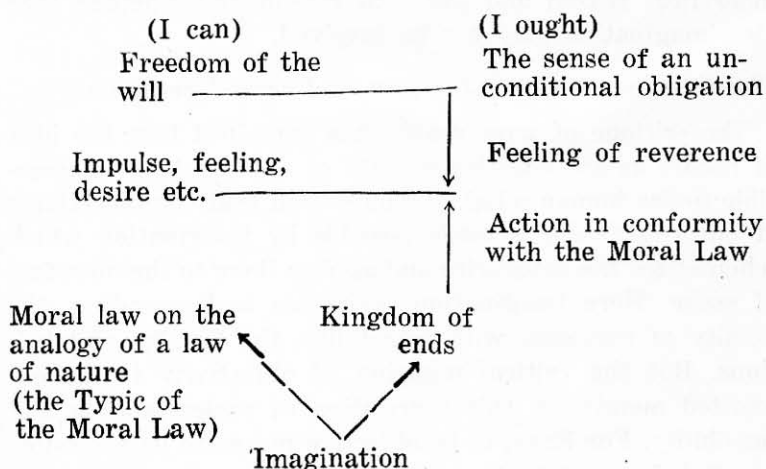 (I can)
Freedom of the
will
(I ought)
The sense of an un-
conditional obligation
Impulse, feeling,
desire etc.
Feeling of reverence
Action in conformity
with the Moral Law
Moral law on the
analogy of a law
of nature
(the Typic of
the Moral Law)
Kingdom of
ends
Imagination